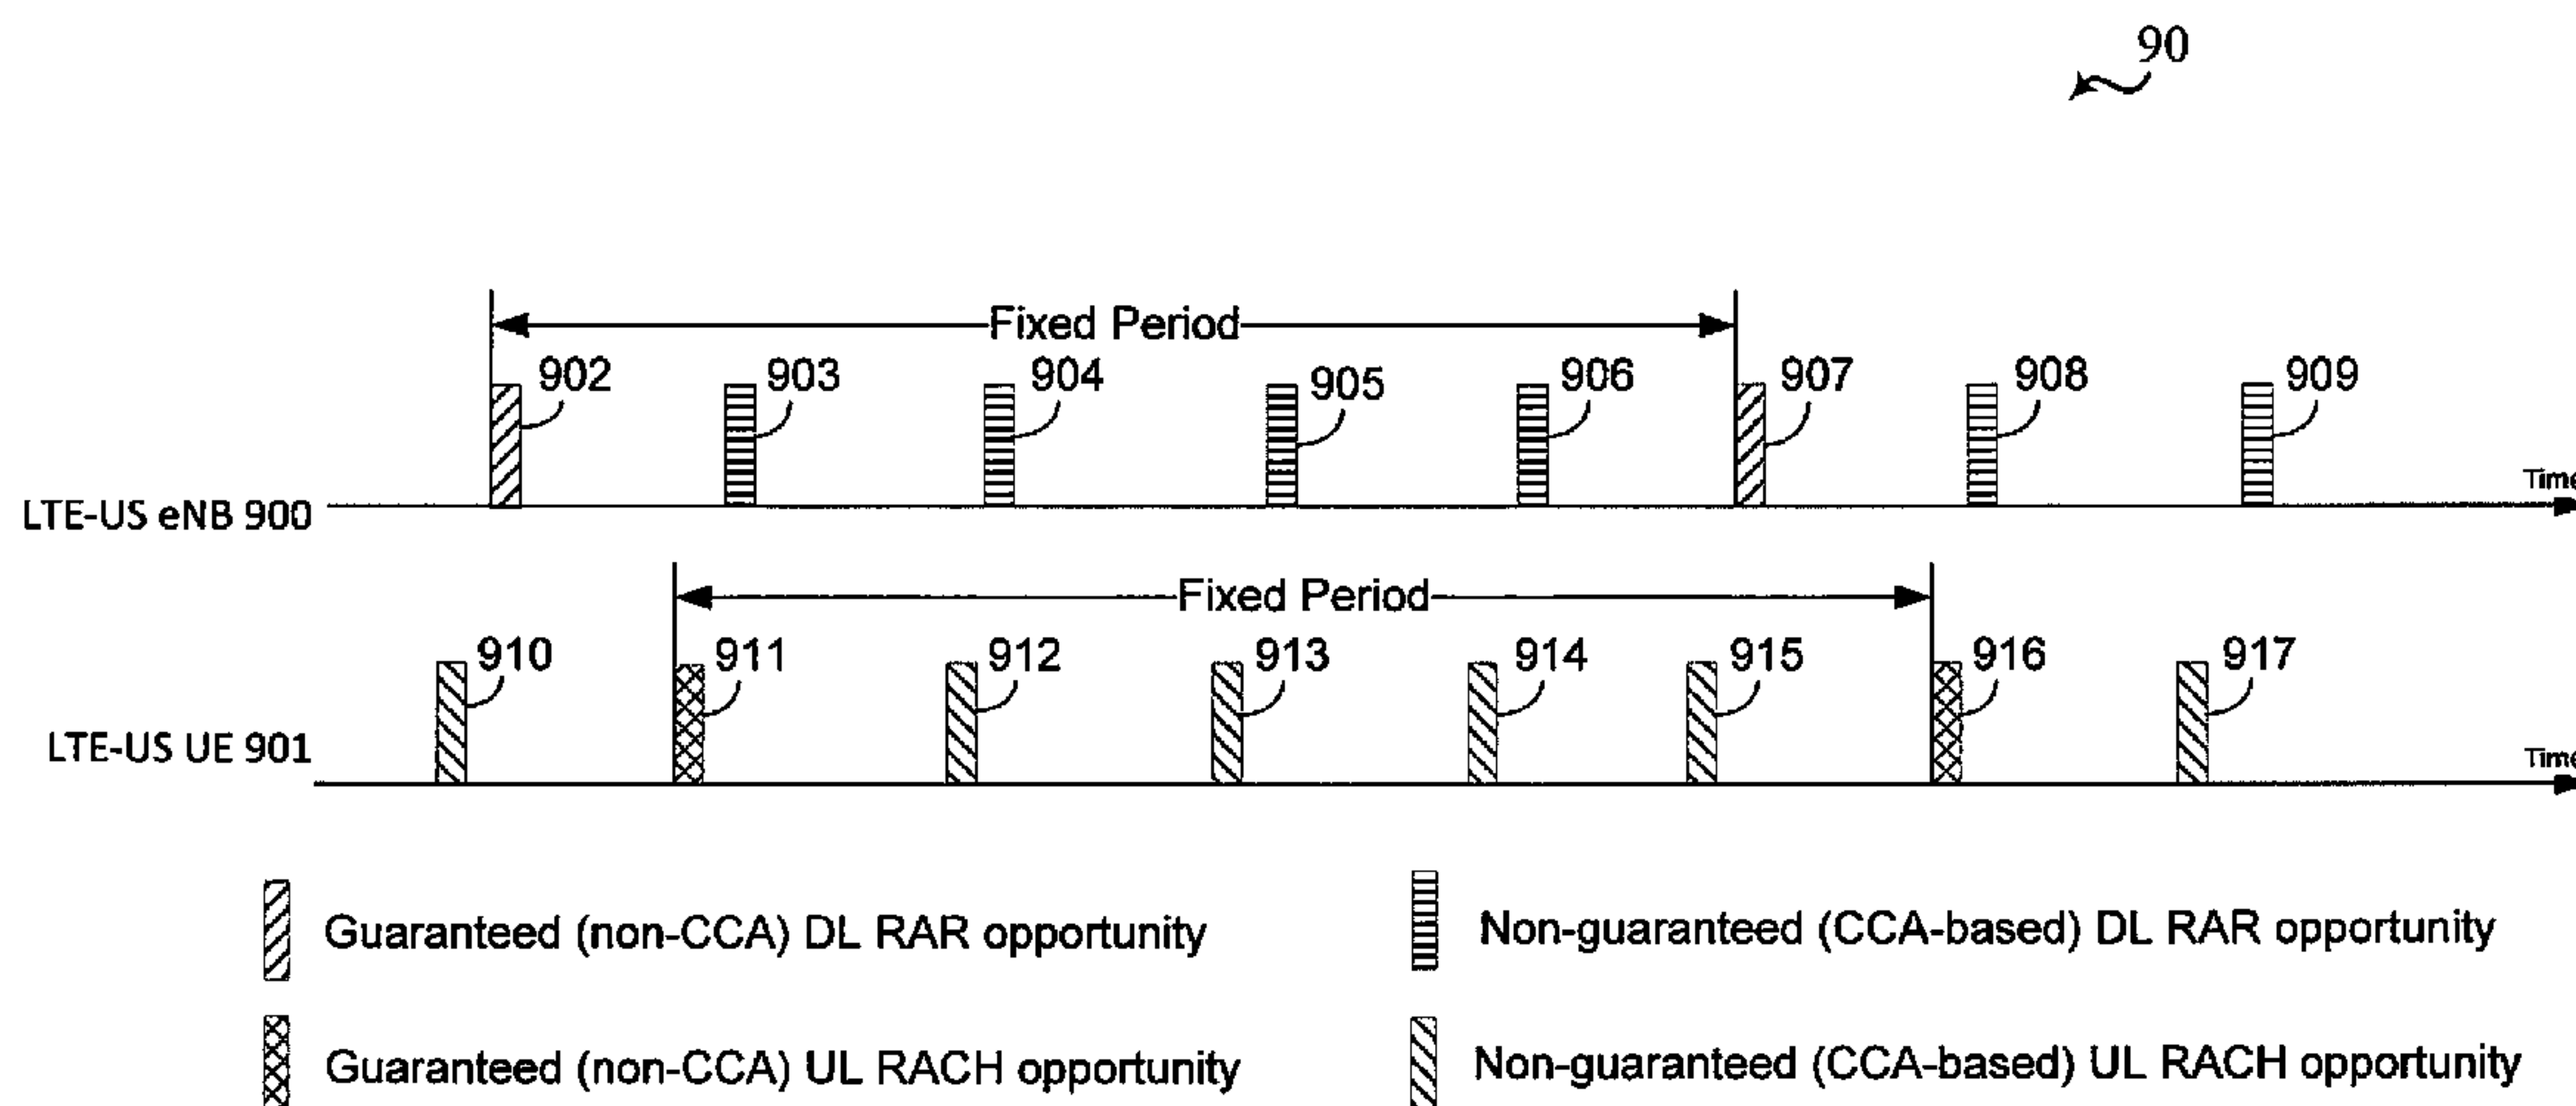 90
Fixed Period
902 903 904 905 906 907 908 909
LTE-US eNB 900
Time
Fixed Period
910 911 912 913 914 915 916 917
LTE-US UE 901
Time
Guaranteed (non-CCA) DL RAR opportunity
Non-guaranteed (CCA-based) DL RAR opportunity
Guaranteed (non-CCA) UL RACH opportunity
Non-guaranteed (CCA-based) UL RACH opportunity